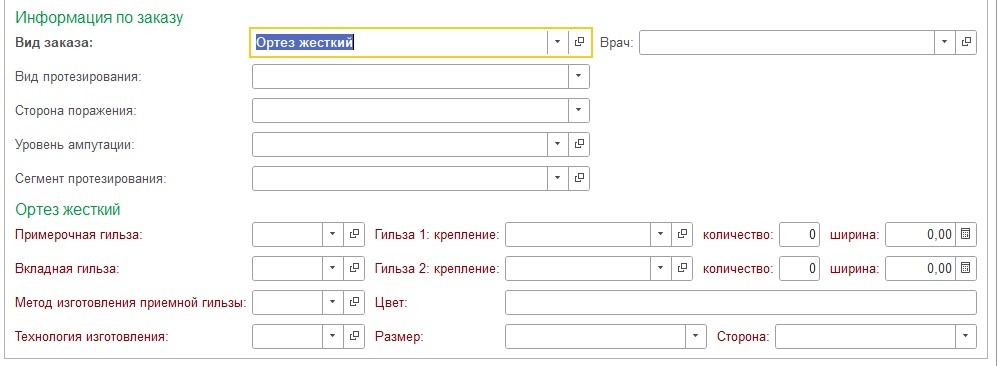 Информация по заказу
Вид заказа: Ортез жесткий Врач:
Вид протезирования:
Сторона поражения:
Уровень ампутации:
Сегмент протезирования:
Ортез жесткий
Примерочная гильза: Гильза 1: крепление: количество: 0 ширина: 0,00
Вкладная гильза: Гильза 2: крепление: количество: 0 ширина: 0,00
Метод изготовления приемной гильзы: Цвет:
Технология изготовления: Размер: Сторона: